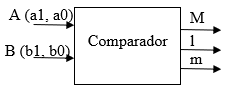 A (a1, a0)
B (b1, b0)
Comparador
M
l
m